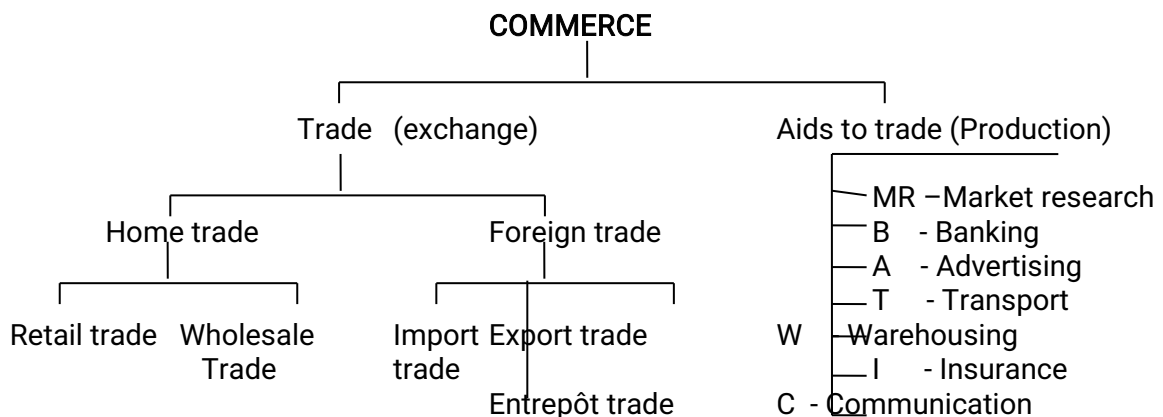 COMMERCE
Trade (exchange)
Aids to trade (Production)
Home trade
Foreign trade
Retail trade
Wholesale
Trade
Import
trade
Export trade
Entrepôt trade
MR –Market research
B - Banking
A - Advertising
T - Transport
W - Warehousing
I - Insurance
C - Communication